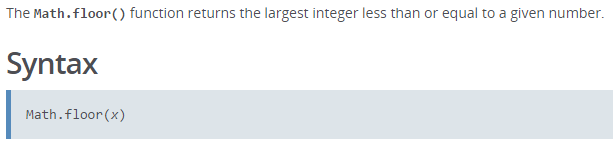 The Math.floor() function returns the largest integer less than or equal to a given number.
Syntax
Math.floor(x)